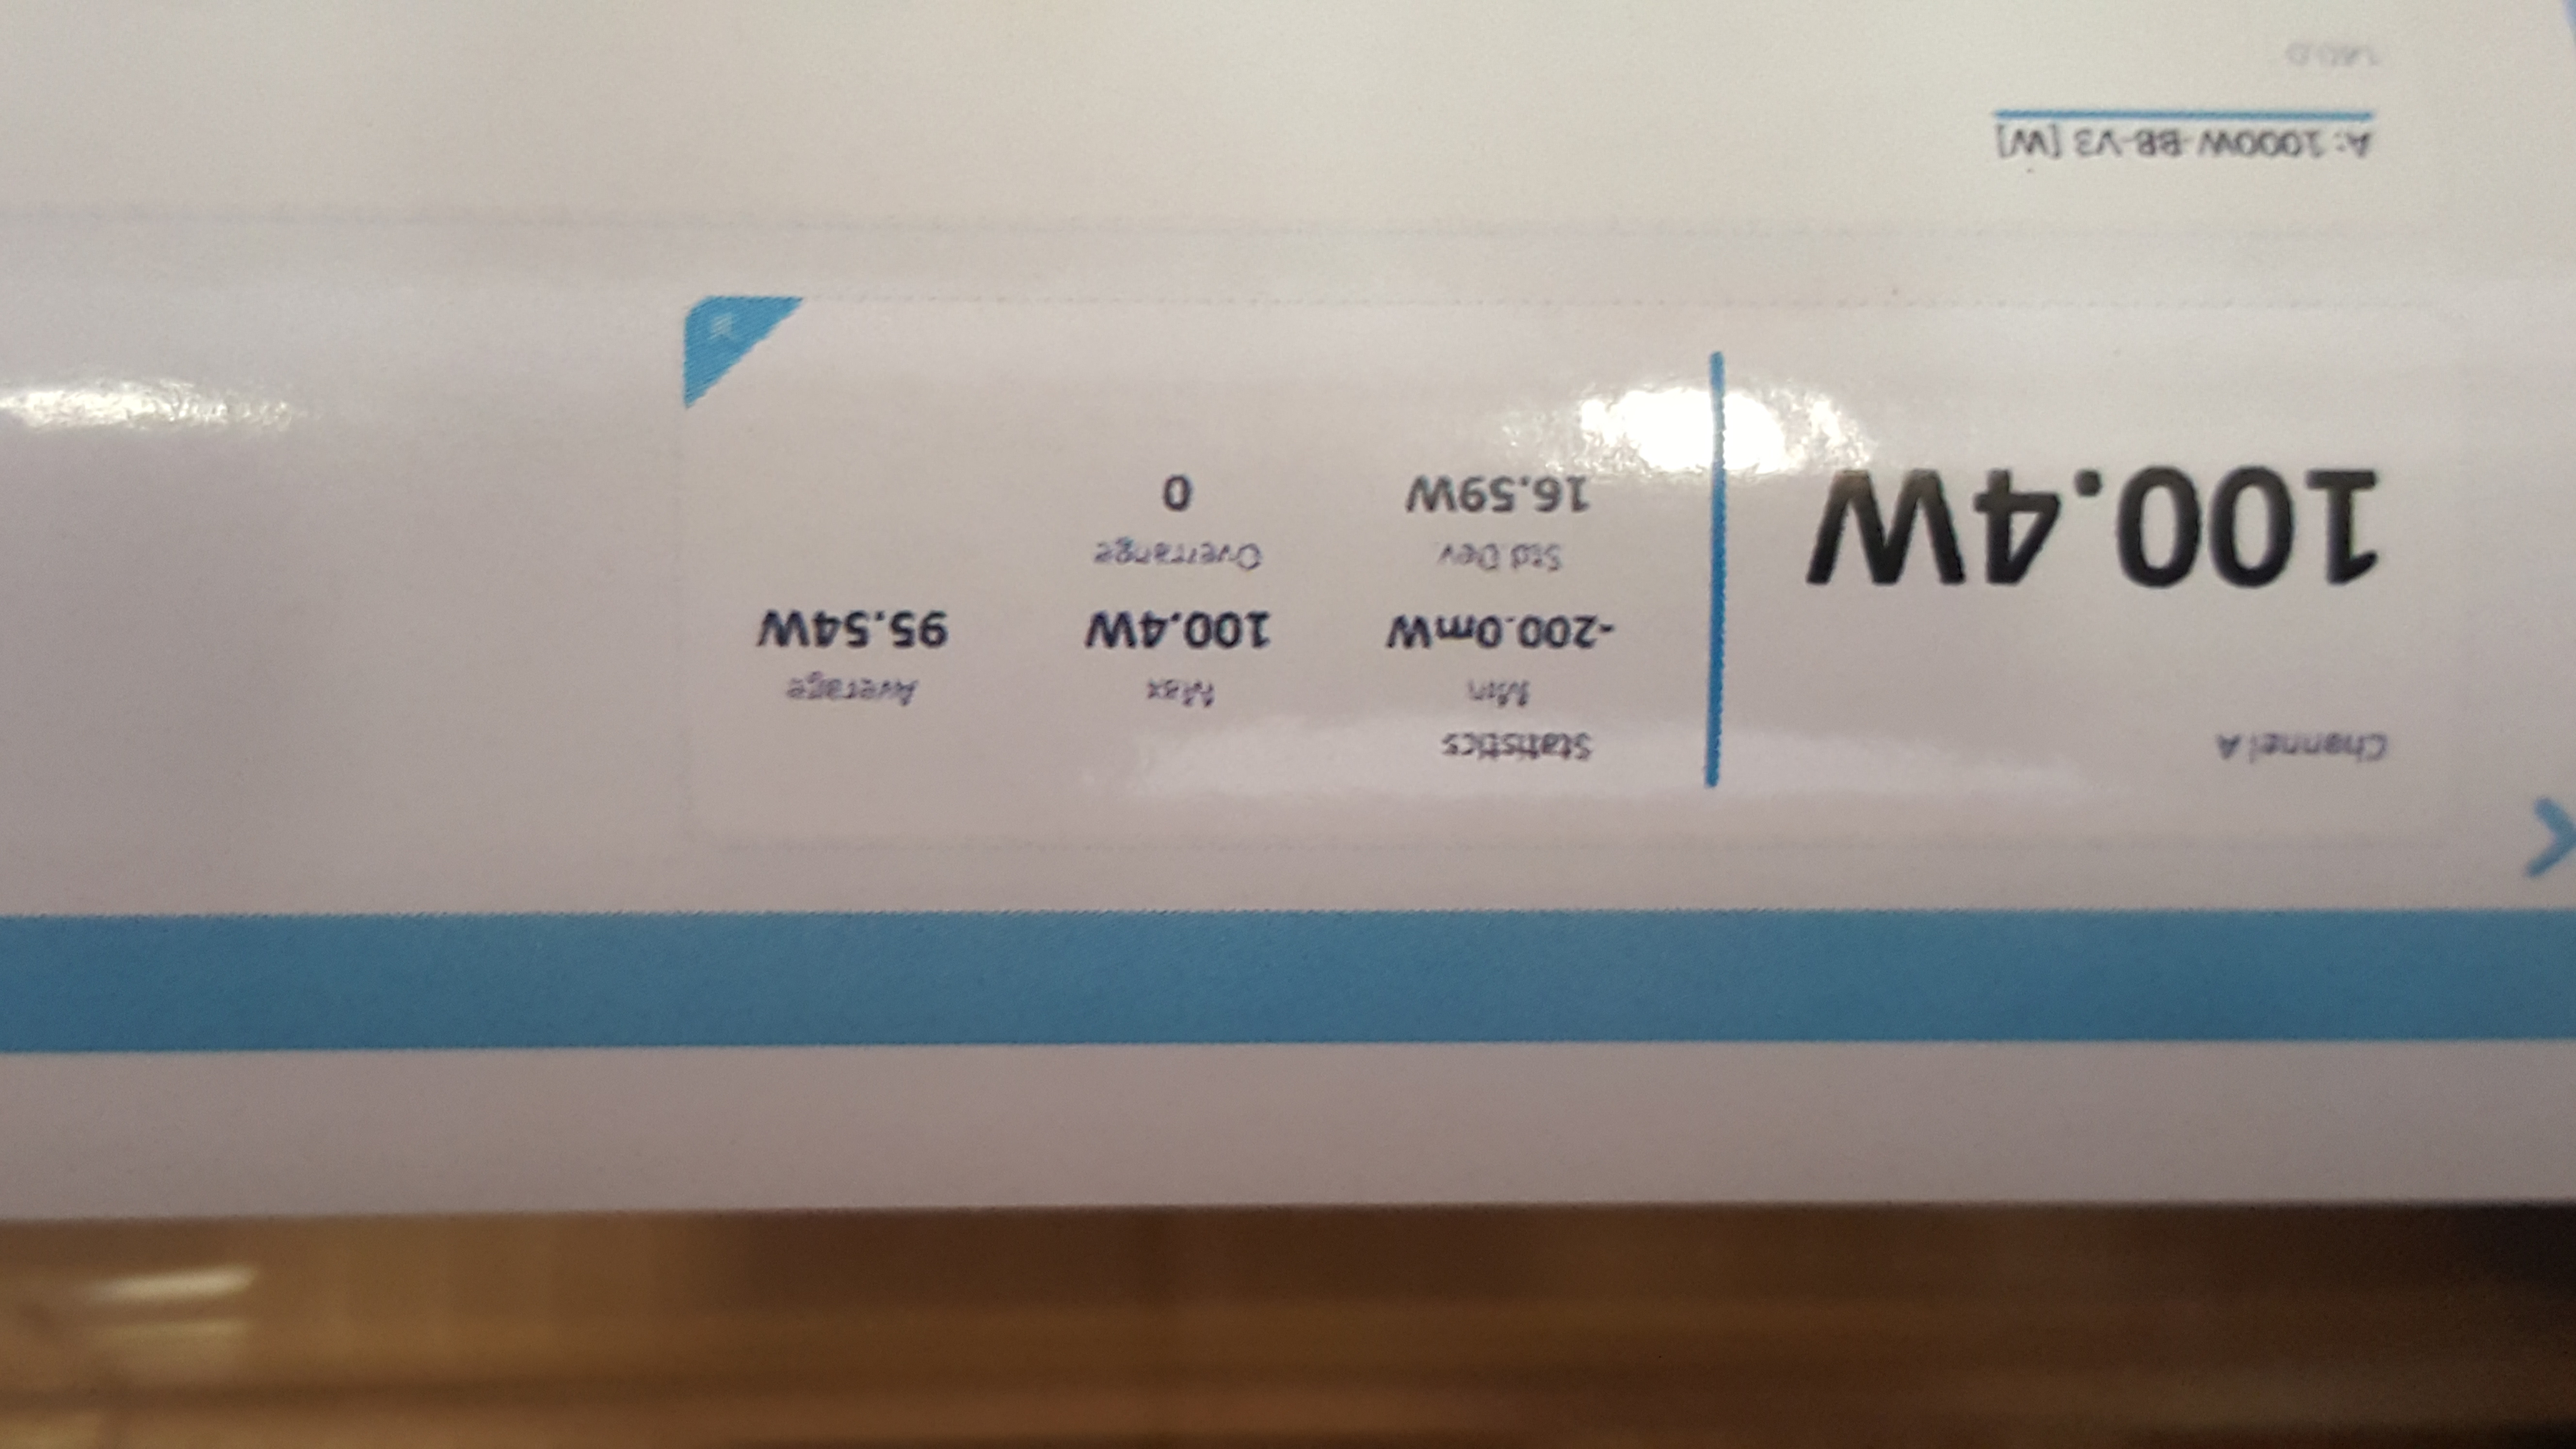 Channel A
100.4W
Statistics
Min Max Average
-200.0mW 100.4W 95.54W
Std Dev Overrange
16.59W 0
A: 1000W-BB-V3 [W]